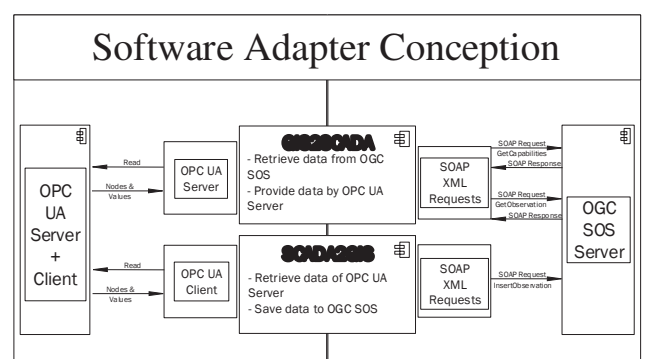 Software Adapter Conception
OPC
UA
Server
+
Client
Read
Nodes &
Values
OPC UA
Server
GIS2SCADA
- Retrieve data from OGC
SOS
- Provide data by OPC UA
Server
SOAP
XML
Requests
SOAP Request
GetCapabilities
SOAP Response
SOAP Request
GetObservation
SOAP Response
OGC
SOS
Server
Read
Nodes &
Values
OPC UA
Client
SCADA2GIS
- Retrieve data of OPC UA
Server
- Save data to OGC SOS
SOAP
XML
Requests
SOAP Request
InsertObservation